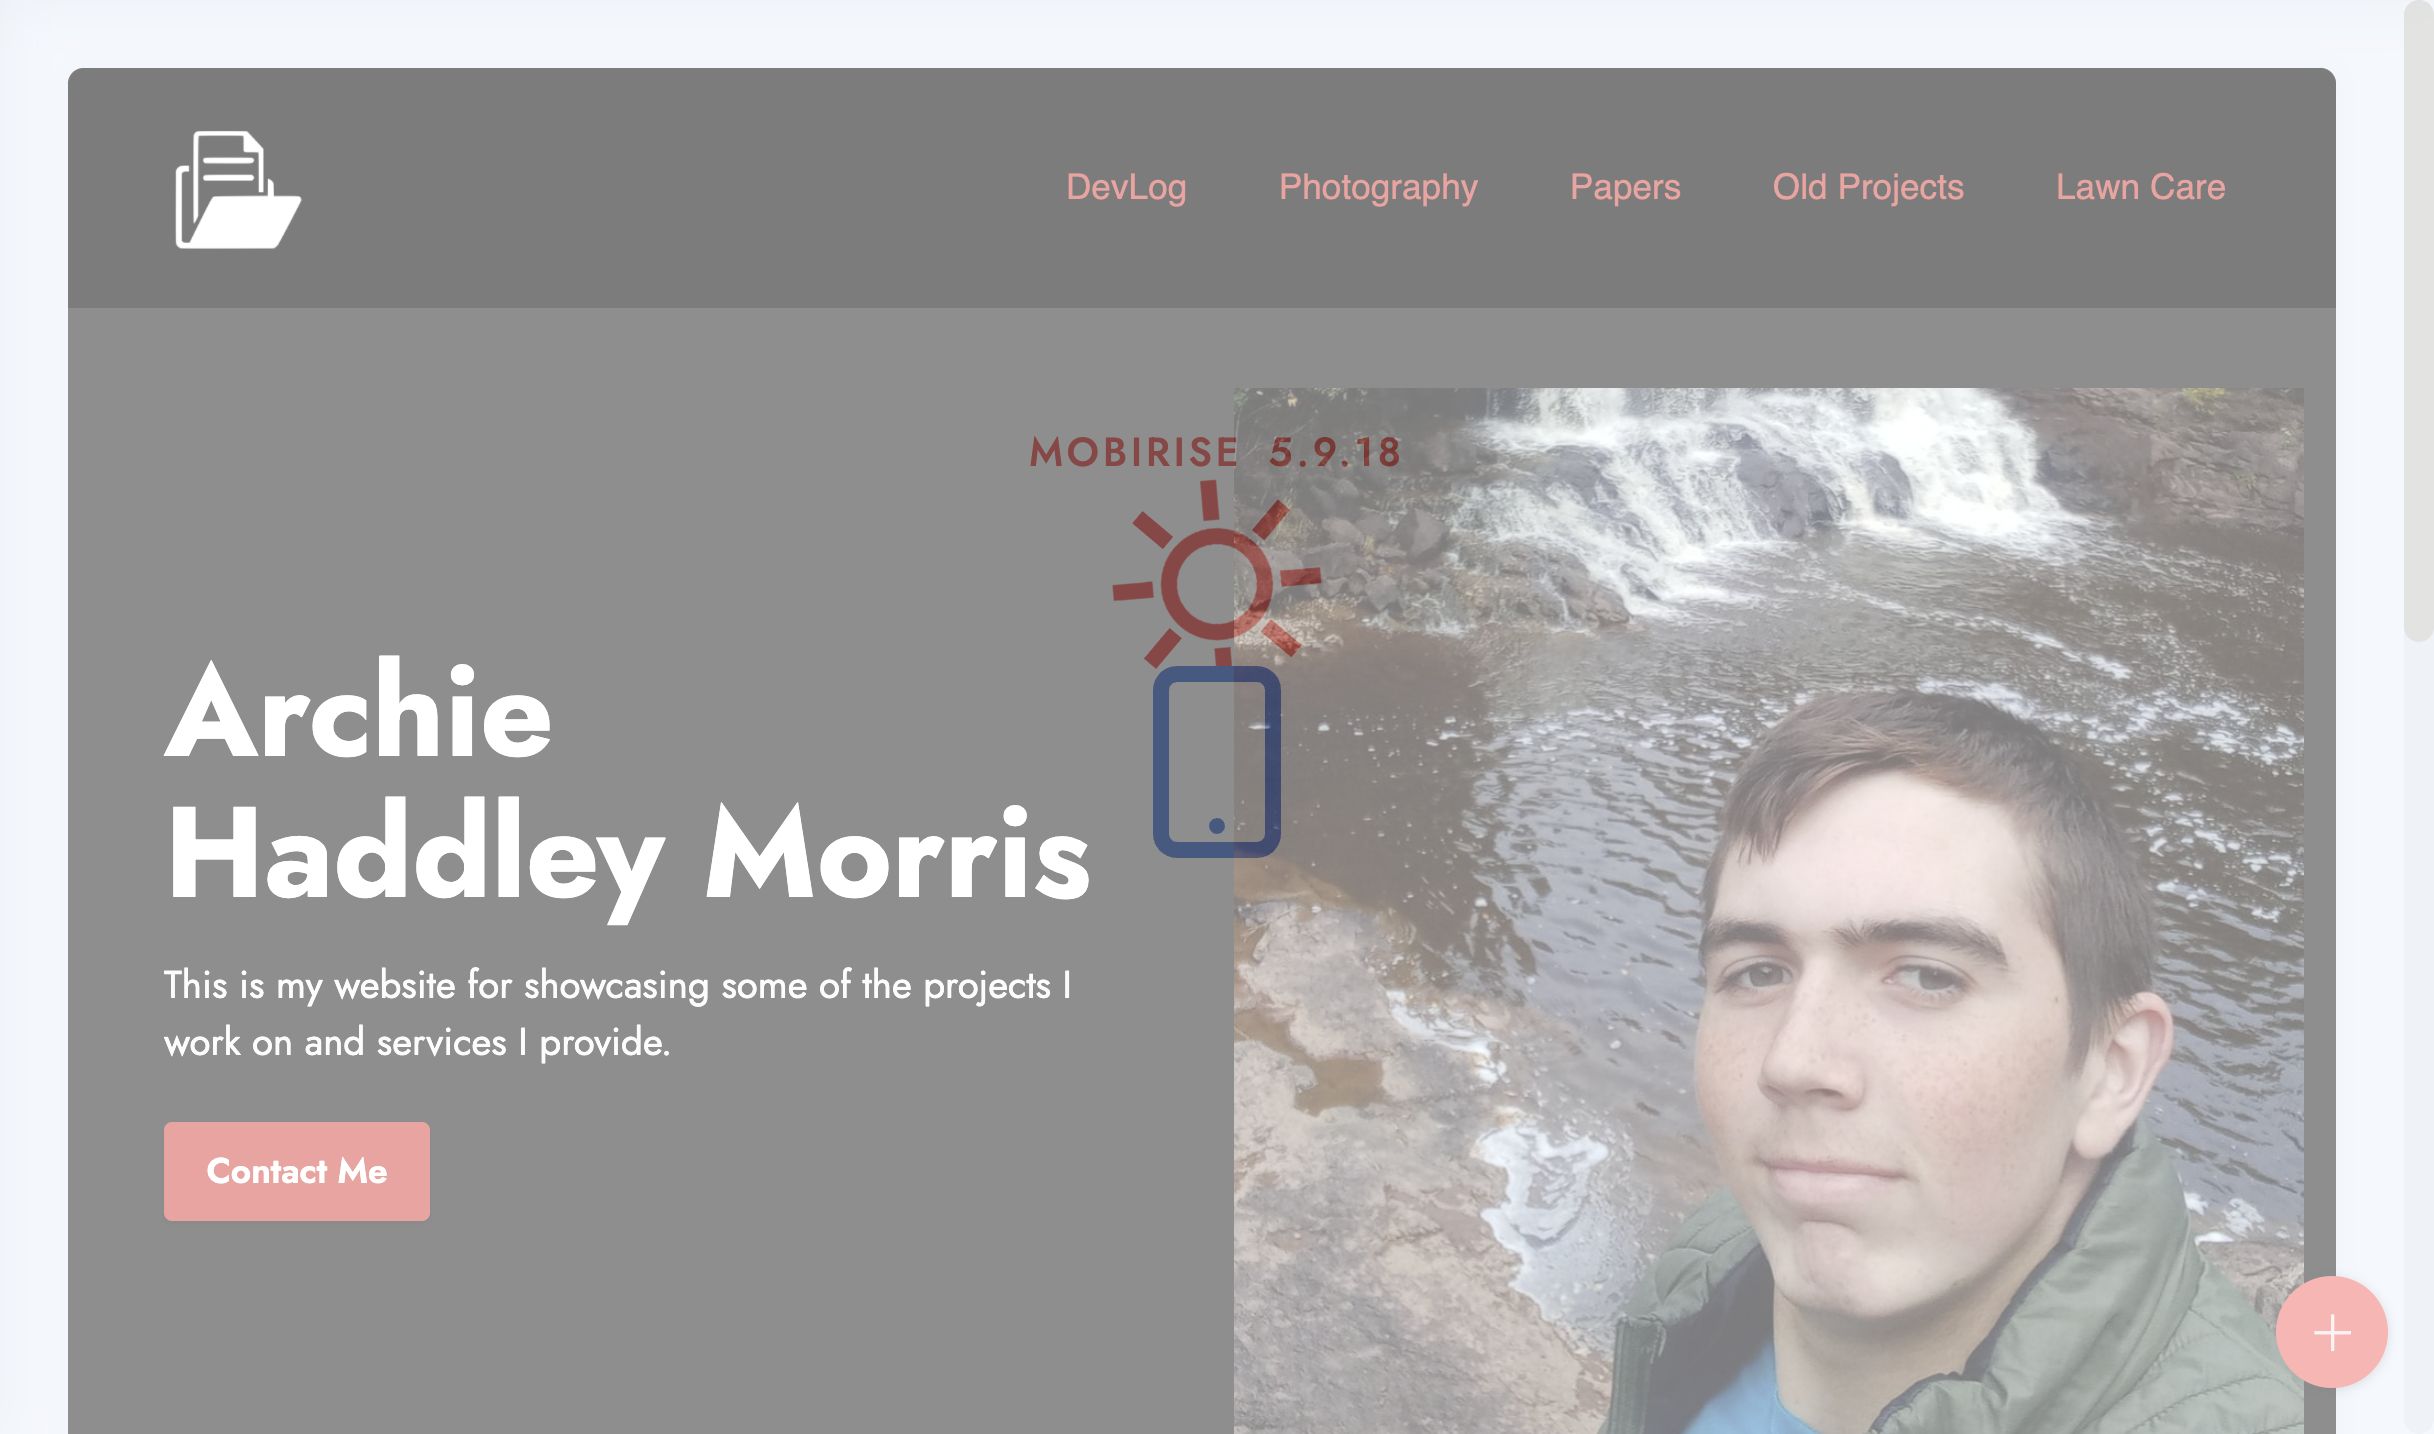 DevLog Photography Papers Old Projects Lawn Care
MOBIRISE 5.9.18
Archie
Haddley Morris
This is my website for showcasing some of the projects I
work on and services I provide.
Contact Me